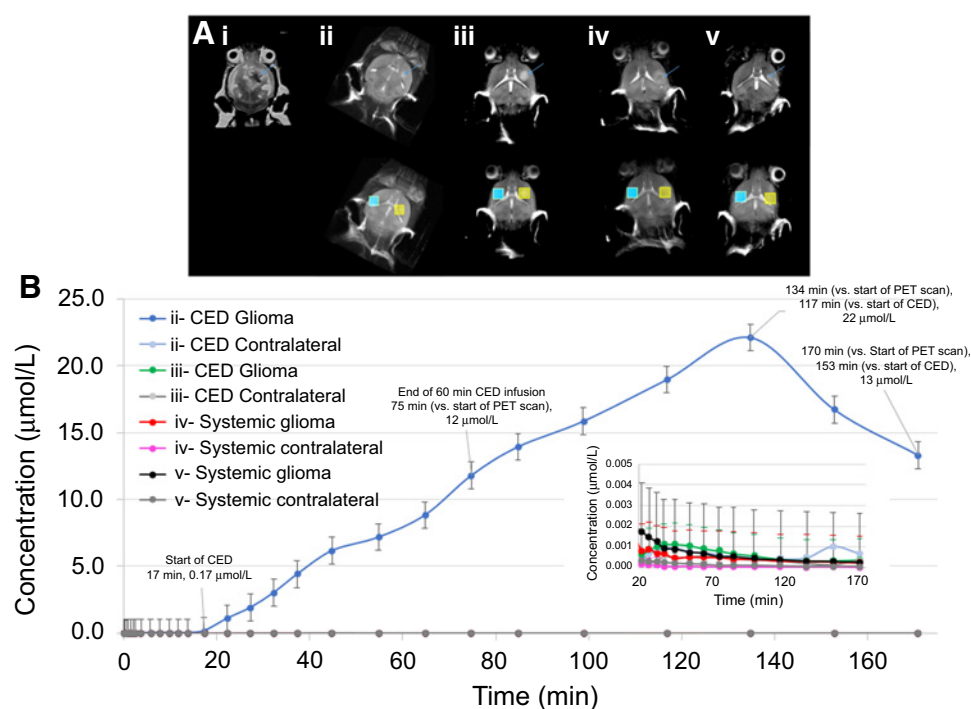 A i ii iii iv v
B
25.0
20.0
15.0
10.0
5.0
0.0
Concentration (μmol/L)
ii- CED Glioma
ii- CED Contralateral
iii- CED Glioma
iii- CED Contralateral
iv- Systemic glioma
iv- Systemic contralateral
v- Systemic glioma
v- Systemic contralateral
Start of CED
17 min, 0.17 μmol/L
End of 60 min CED infusion
75 min (vs. start of PET scan),
12 μmol/L
134 min (vs. start of PET scan),
117 min (vs. start of CED),
22 μmol/L
170 min (vs. Start of PET scan),
153 min (vs. start of CED),
13 μmol/L
Concentration (μmol/L)
0.005
0.004
0.003
0.002
0.001
0.000
20 70 120 170
Time (min)
0 20 40 60 80 100 120 140 160
Time (min)